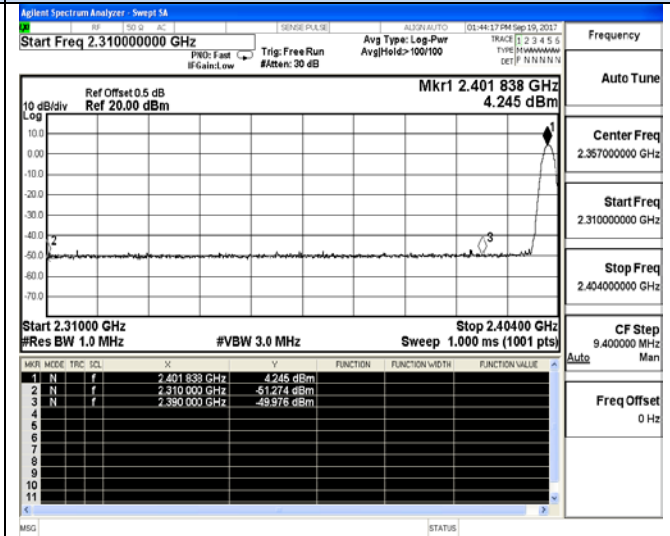 Agilent Spectrum Analyzer - Swept SA
RF 50 Ω AC SENSE:PULSE ALIGNAUTO 01:44:17 PM Sep 19, 2017
Start Freq 2.310000000 GHz
PNO: Fast
IFGain:Low
Trig: Free Run
#Atten: 30 dB
Avg Type: Log-Pwr
Avg|Hold:>100/100
TRACE 1 2 3 4 5 6
TYPE MWWWWW
DET P NNNNN
Ref Offset 0.5 dB
10 dB/div Ref 20.00 dBm
Mkr1 2.401 838 GHz
4.245 dBm
Log
10.0
0.00
-10.0
-20.0
-30.0
-40.0
-50.0
-60.0
-70.0
1
2
3
Start 2.31000 GHz
Stop 2.40400 GHz
#Res BW 1.0 MHz #VBW 3.0 MHz Sweep 1.000 ms (1001 pts)
MKR MODE TRC SCL X Y FUNCTION FUNCTION WIDTH FUNCTION VALUE
1 N f 2.401 838 GHz 4.245 dBm
2 N f 2.310 000 GHz -51.274 dBm
3 N f 2.390 000 GHz -49.976 dBm
4
5
6
7
8
9
10
11
MSG STATUS
Frequency
Auto Tune
Center Freq
2.357000000 GHz
Start Freq
2.310000000 GHz
Stop Freq
2.404000000 GHz
CF Step
9.400000 MHz
Auto Man
Freq Offset
0 Hz